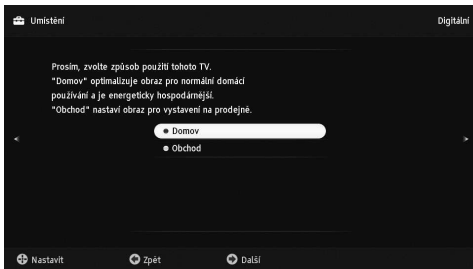 Umístění
Digitální
Prosím, zvolte způsob použití tohoto TV.
"Domov" optimalizuje obraz pro normální domácí
používání a je energeticky hospodárnější.
"Obchod" nastaví obraz pro vystavení na prodejně.
Domov
Obchod
Nastavit
Zpět
Další